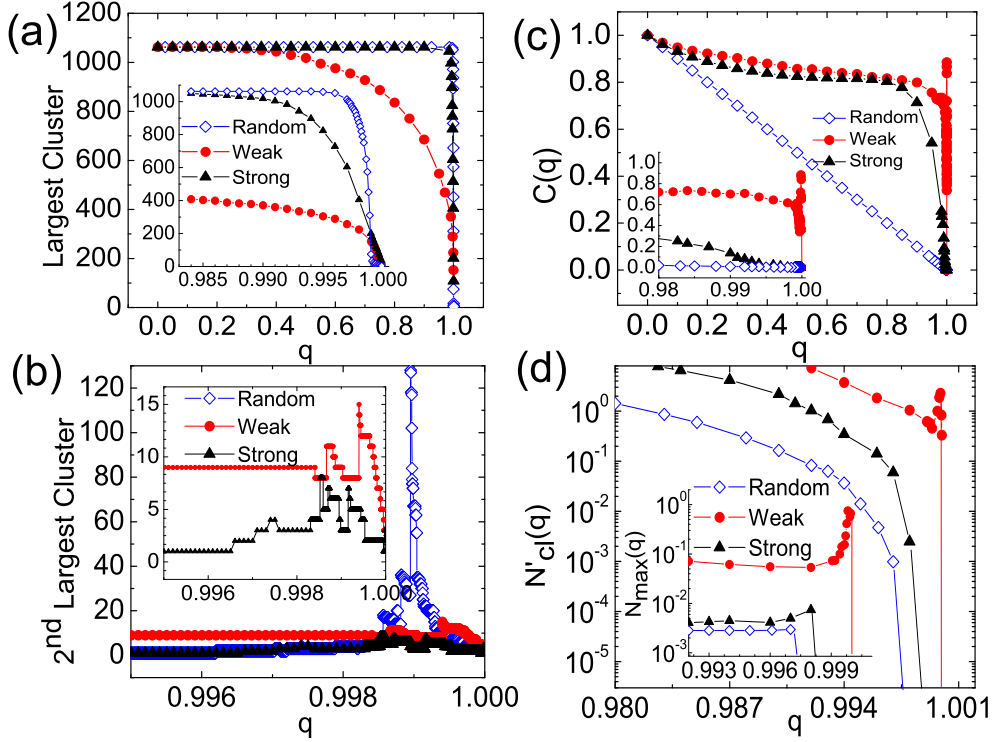 (a)
1200
1000
800
600
400
200
0
Largest Cluster
0.0 0.2 0.4 0.6 0.8 1.0
q
1000
800
600
400
200
0
0.985 0.990 0.995 1.000
Random
Weak
Strong
(c)
1.0
0.8
0.6
0.4
0.2
0.0
C(q)
0.0 0.2 0.4 0.6 0.8 1.0
q
Random
Weak
Strong
1.0
0.8
0.6
0.4
0.2
0.0
0.98 0.99 1.00
(b)
120
100
80
60
40
20
0
2nd Largest Cluster
0.996 0.998 1.000
q
15
10
5
0
0.996 0.998 1.000
Random
Weak
Strong
(d)
10^0
10^-1
10^-2
10^-3
10^-4
10^-5
N'cl(q)
0.980 0.987 0.994 1.001
q
Random
Weak
Strong
10^0
10^-1
10^-2
10^-3
Nmax(q)
0.993 0.996 0.999